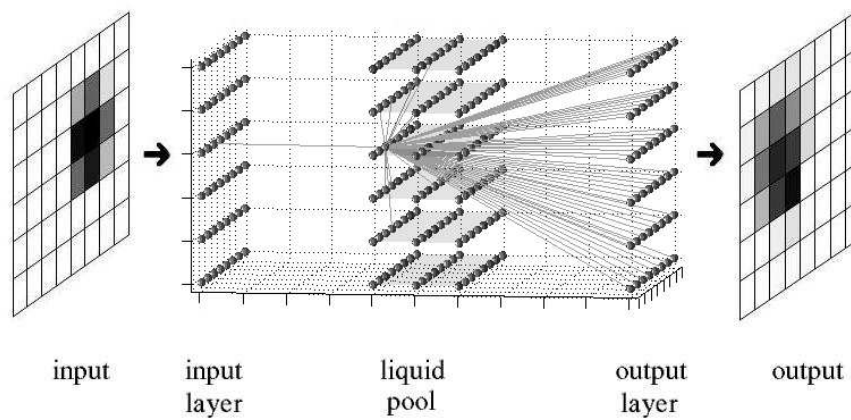 input
input layer
liquid pool
output layer
output